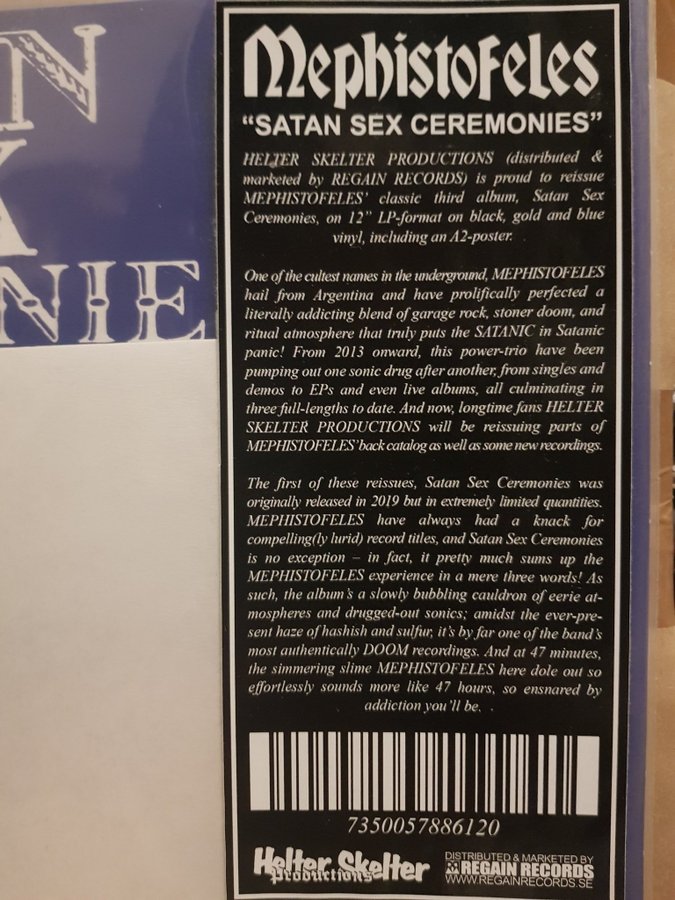 N
X
NIE
Mephistofeles
“SATAN SEX CEREMONIES”
HELTER SKELTER PRODUCTIONS (distributed &
marketed by REGAIN RECORDS) is proud to reissue
MEPHISTOFELES’ classic third album, Satan Sex
Ceremonies, on 12” LP-format on black, gold and blue
vinyl, including an A2-poster.
One of the cultest names in the underground, MEPHISTOFELES
hail from Argentina and have prolifically perfected a
literally addicting blend of garage rock, stoner doom, and
ritual atmosphere that truly puts the SATANIC in Satanic
panic! From 2013 onward, this power-trio have been
pumping out one sonic drug after another, from singles and
demos to EPs and even live albums, all culminating in
three full-lengths to date. And now, longtime fans HELTER
SKELTER PRODUCTIONS will be reissuing parts of
MEPHISTOFELES’ back catalog as well as some new recordings.
The first of these reissues, Satan Sex Ceremonies was
originally released in 2019 but in extremely limited quantities.
MEPHISTOFELES have always had a knack for
compelling(ly lurid) record titles, and Satan Sex Ceremonies
is no exception – in fact, it pretty much sums up the
MEPHISTOFELES experience in a mere three words! As
such, the album’s a slowly bubbling cauldron of eerie at-
mospheres and drugged-out sonics; amidst the ever-pre-
sent haze of hashish and sulfur, it’s by far one of the band’s
most authentically DOOM recordings. And at 47 minutes,
the simmering slime MEPHISTOFELES here dole out so
effortlessly sounds more like 47 hours, so ensnared by
addiction you’ll be. .
7350057886120
Helter Skelter
Productions
DISTRIBUTED & MARKETED BY
REGAIN RECORDS
WWW.REGAINRECORDS.SE